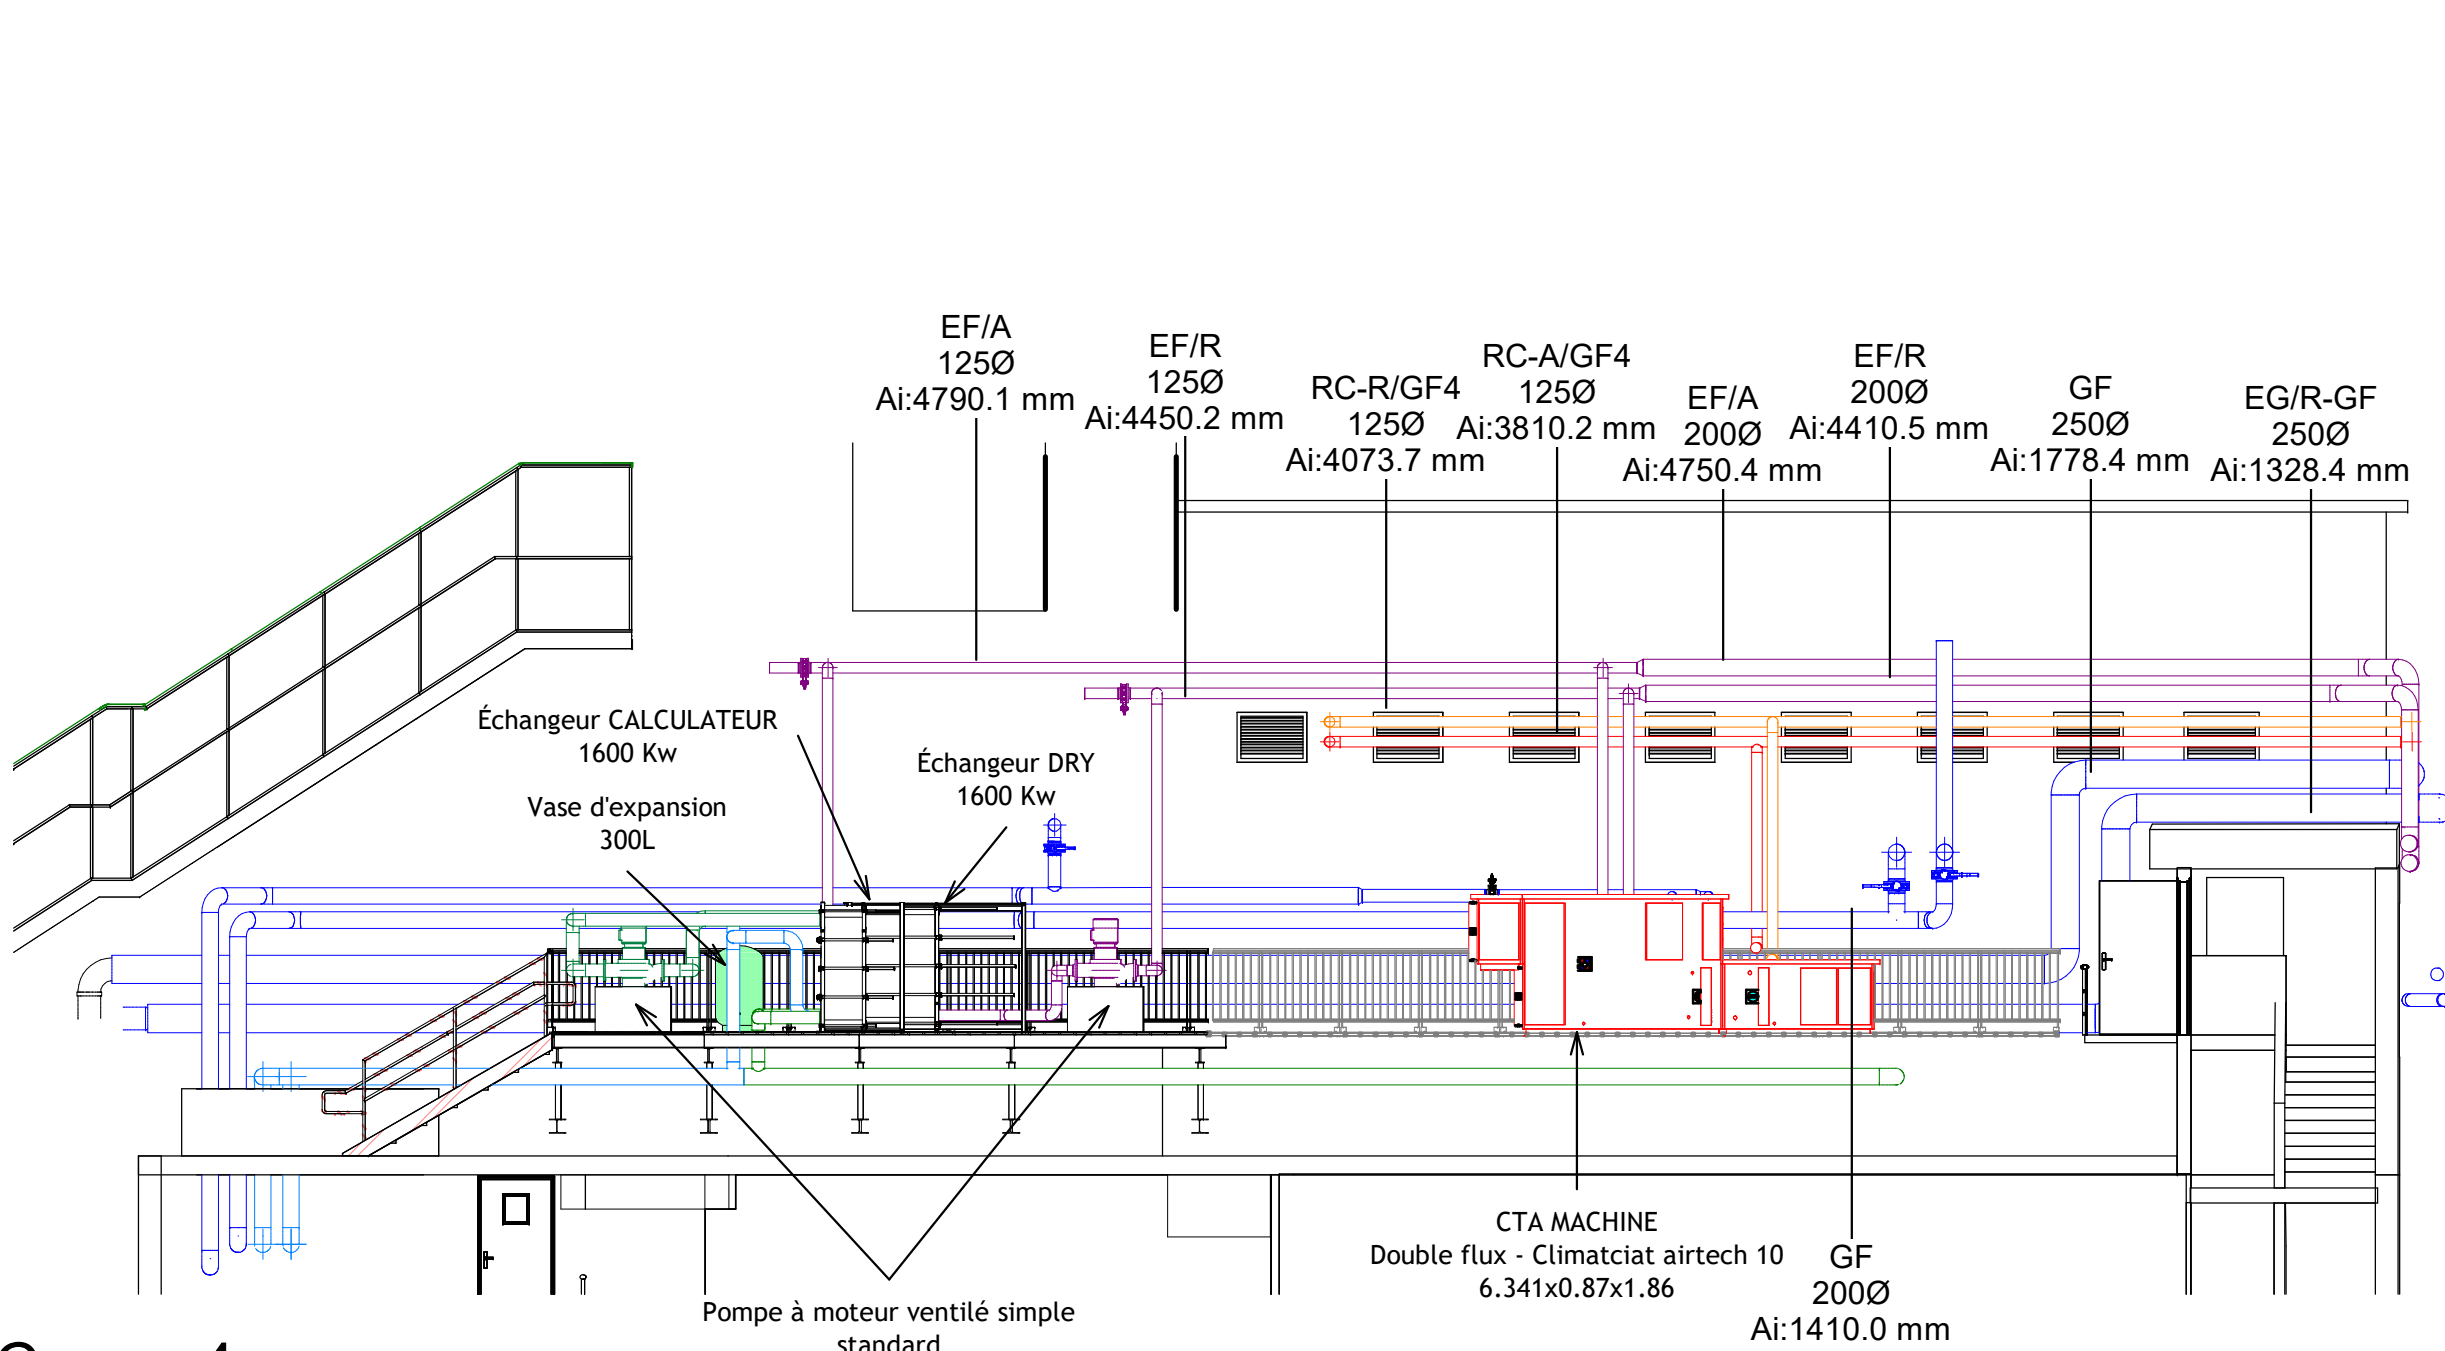 EF/A
125Ø
Ai:4790.1 mm
EF/R
125Ø
Ai:4450.2 mm
RC-R/GF4
125Ø
Ai:4073.7 mm
RC-A/GF4
125Ø
Ai:3810.2 mm
EF/A
200Ø
Ai:4750.4 mm
EF/R
200Ø
Ai:4410.5 mm
GF
250Ø
Ai:1778.4 mm
EG/R-GF
250Ø
Ai:1328.4 mm
Échangeur CALCULATEUR
1600 Kw
Échangeur DRY
1600 Kw
Vase d'expansion
300L
CTA MACHINE
Double flux - Climatciat airtech 10
6.341x0.87x1.86
GF
200Ø
Ai:1410.0 mm
Pompe à moteur ventilé simple
standard